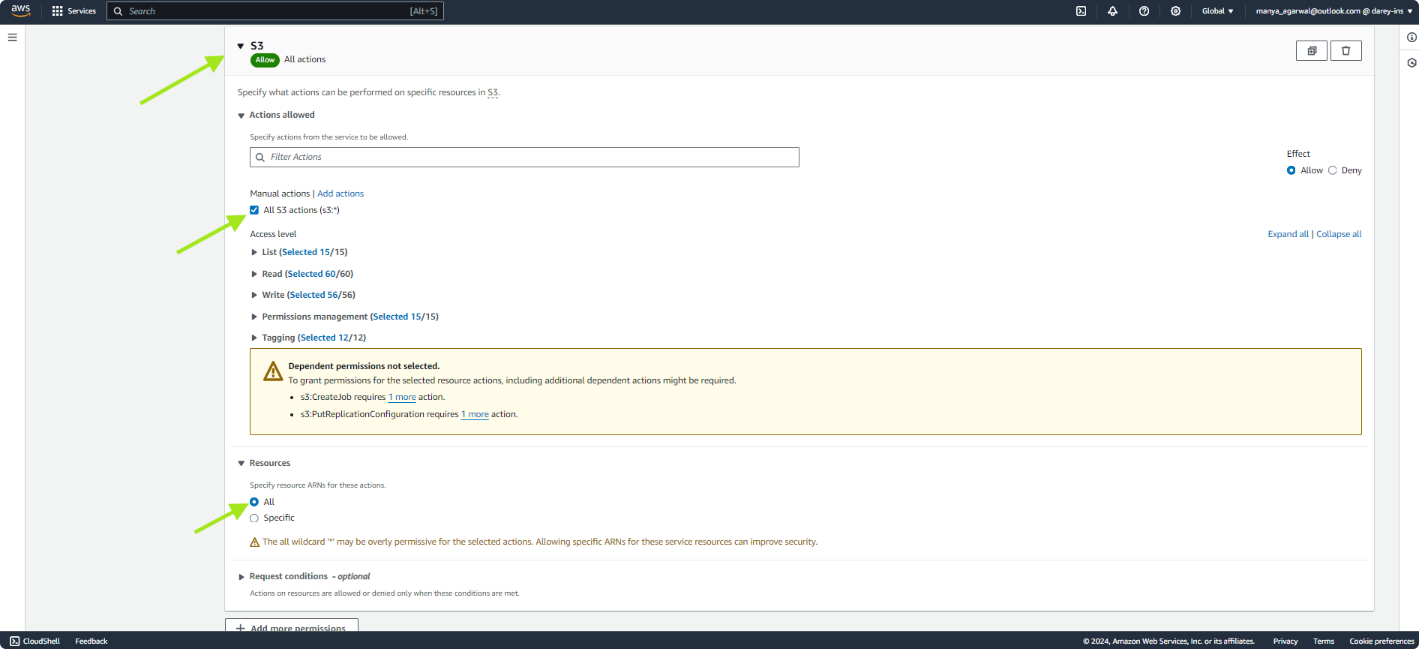 aws Services Search [Alt+S] Global manya_agarwal@outlook.com @ darey-ins
S3
Allow All actions
Specify what actions can be performed on specific resources in S3.
Actions allowed
Specify actions from the service to be allowed.
Filter Actions
Effect
Allow Deny
Manual actions | Add actions
All S3 actions (s3:*)
Access level
Expand all | Collapse all
List (Selected 15/15)
Read (Selected 60/60)
Write (Selected 56/56)
Permissions management (Selected 15/15)
Tagging (Selected 12/12)
Dependent permissions not selected.
To grant permissions for the selected resource actions, including additional dependent actions might be required.
• s3:CreateJob requires 1 more action.
• s3:PutReplicationConfiguration requires 1 more action.
Resources
Specify resource ARNs for these actions.
All
Specific
The all wildcard '*' may be overly permissive for the selected actions. Allowing specific ARNs for these service resources can improve security.
Request conditions - optional
Actions on resources are allowed or denied only when these conditions are met.
+ Add more permissions
CloudShell Feedback © 2024, Amazon Web Services, Inc. or its affiliates. Privacy Terms Cookie preferences